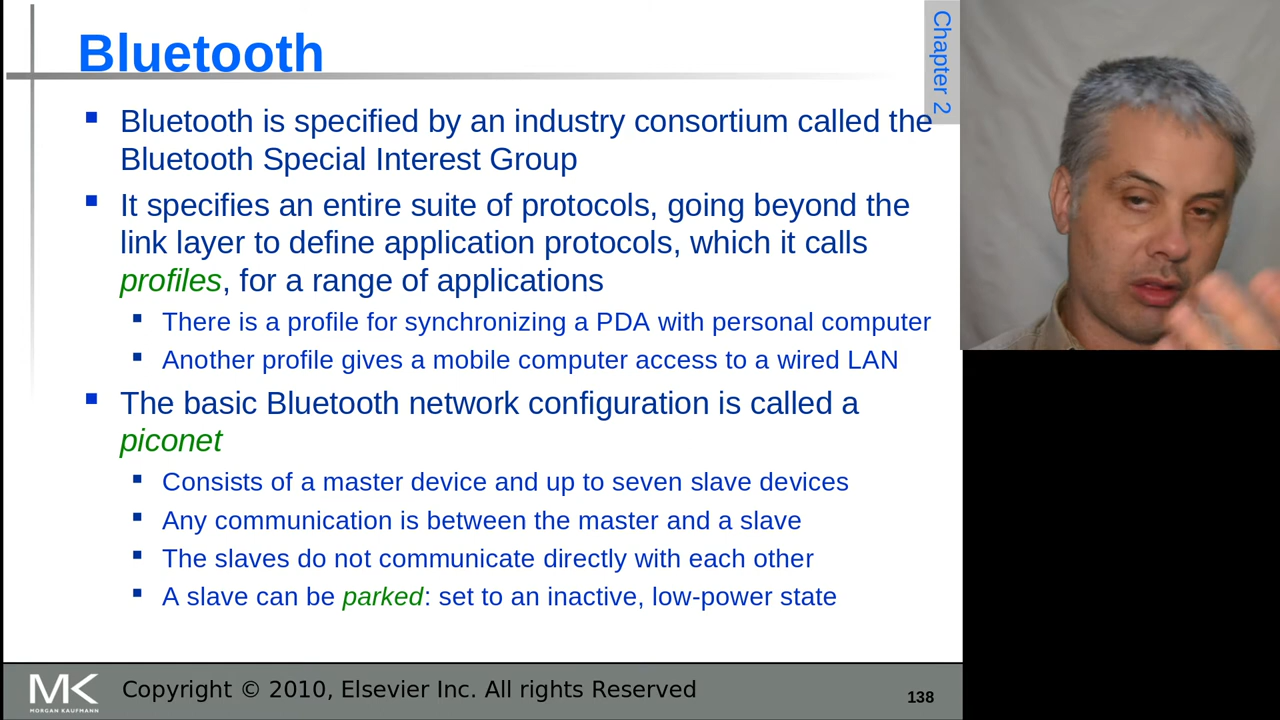 Bluetooth
Chapter 2
Bluetooth is specified by an industry consortium called the
Bluetooth Special Interest Group
It specifies an entire suite of protocols, going beyond the
link layer to define application protocols, which it calls
profiles, for a range of applications
There is a profile for synchronizing a PDA with personal computer
Another profile gives a mobile computer access to a wired LAN
The basic Bluetooth network configuration is called a
piconet
Consists of a master device and up to seven slave devices
Any communication is between the master and a slave
The slaves do not communicate directly with each other
A slave can be parked: set to an inactive, low-power state
MK
MORGAN KAUFMANN
Copyright © 2010, Elsevier Inc. All rights Reserved
138